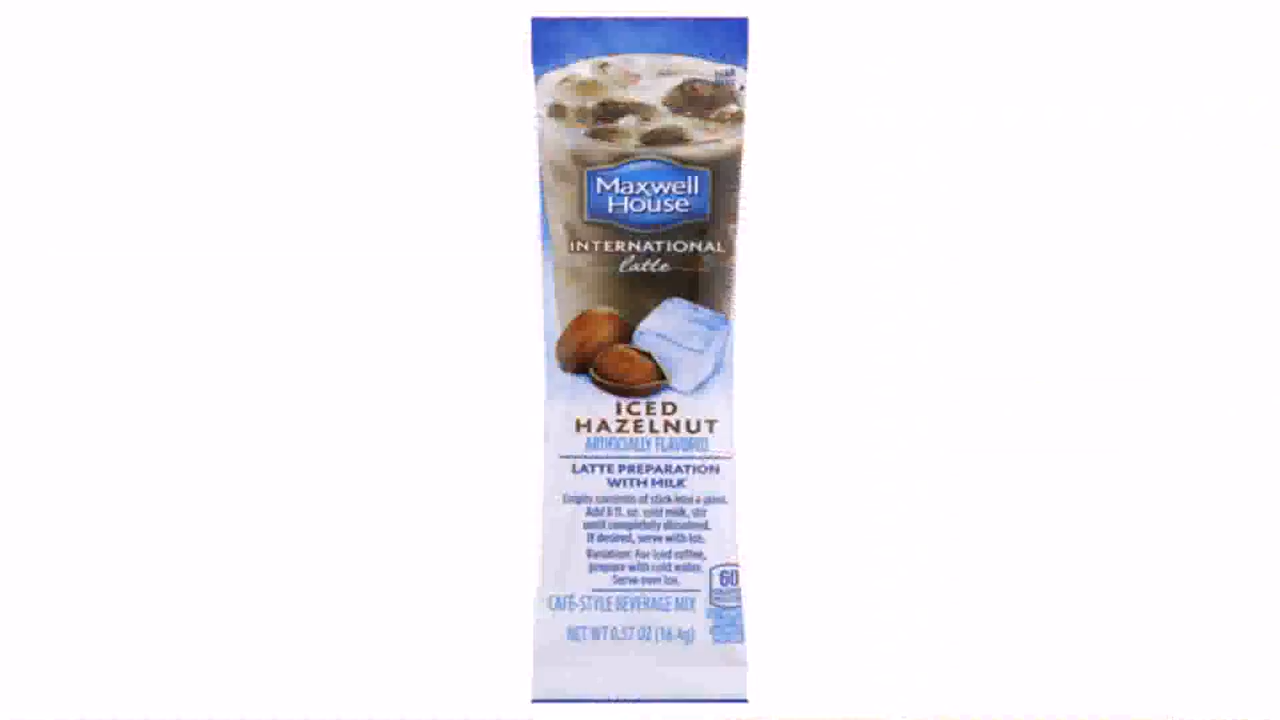 Maxwell
House
INTERNATIONAL
latte
ICED
HAZELNUT
ARTIFICIALLY FLAVORED
LATTE PREPARATION
WITH MILK
Empty contents of stick into a glass.
Add 8 fl. oz. cold milk, stir
until completely dissolved.
If desired, serve with ice.
Variation: For iced coffee,
prepare with cold water.
Serve over ice.
60
CAFÉ-STYLE BEVERAGE MIX
NET WT 0.57 OZ (16.4g)